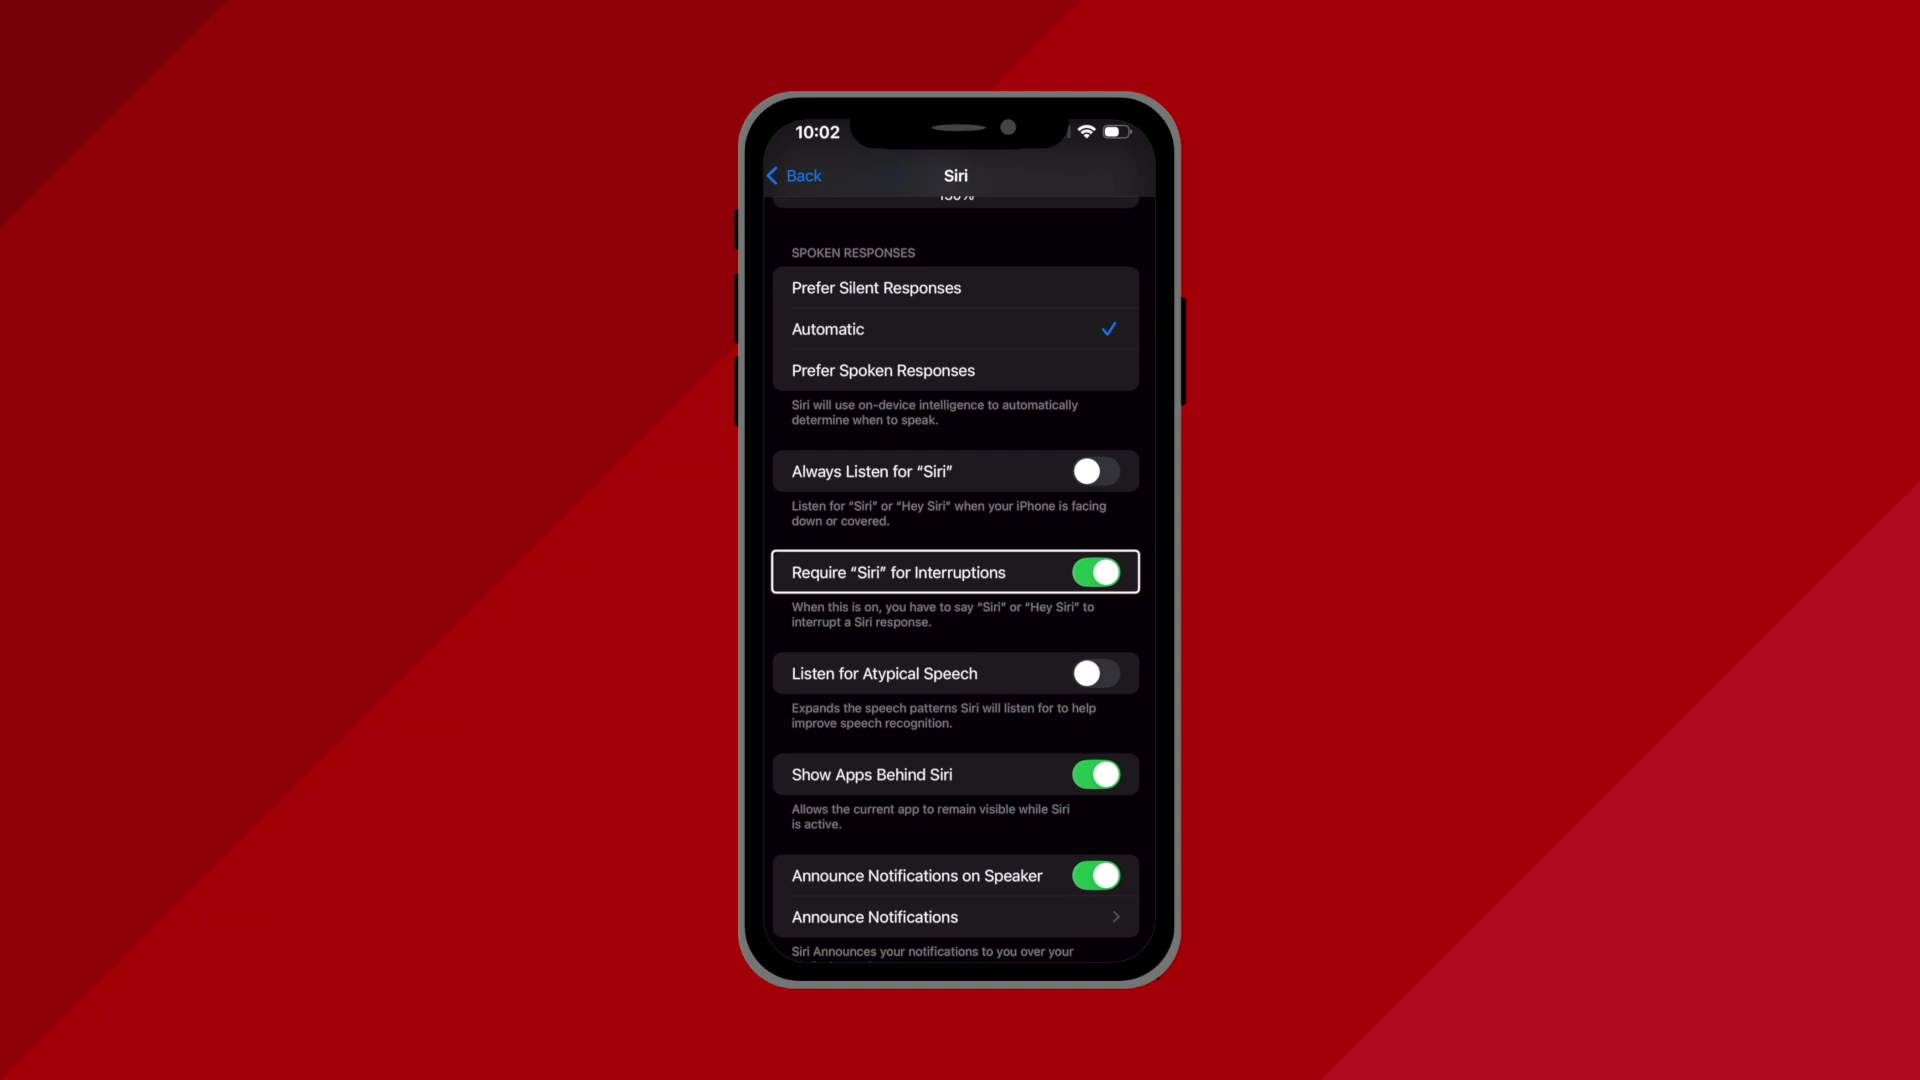 10:02
Back
Siri
SPOKEN RESPONSES
Prefer Silent Responses
Automatic
Prefer Spoken Responses
Siri will use on-device intelligence to automatically
determine when to speak.
Always Listen for “Siri”
Listen for “Siri” or “Hey Siri” when your iPhone is facing
down or covered.
Require “Siri” for Interruptions
When this is on, you have to say “Siri” or “Hey Siri” to
interrupt a Siri response.
Listen for Atypical Speech
Expands the speech patterns Siri will listen for to help
improve speech recognition.
Show Apps Behind Siri
Allows the current app to remain visible while Siri
is active.
Announce Notifications on Speaker
Announce Notifications
Siri Announces your notifications to you over your